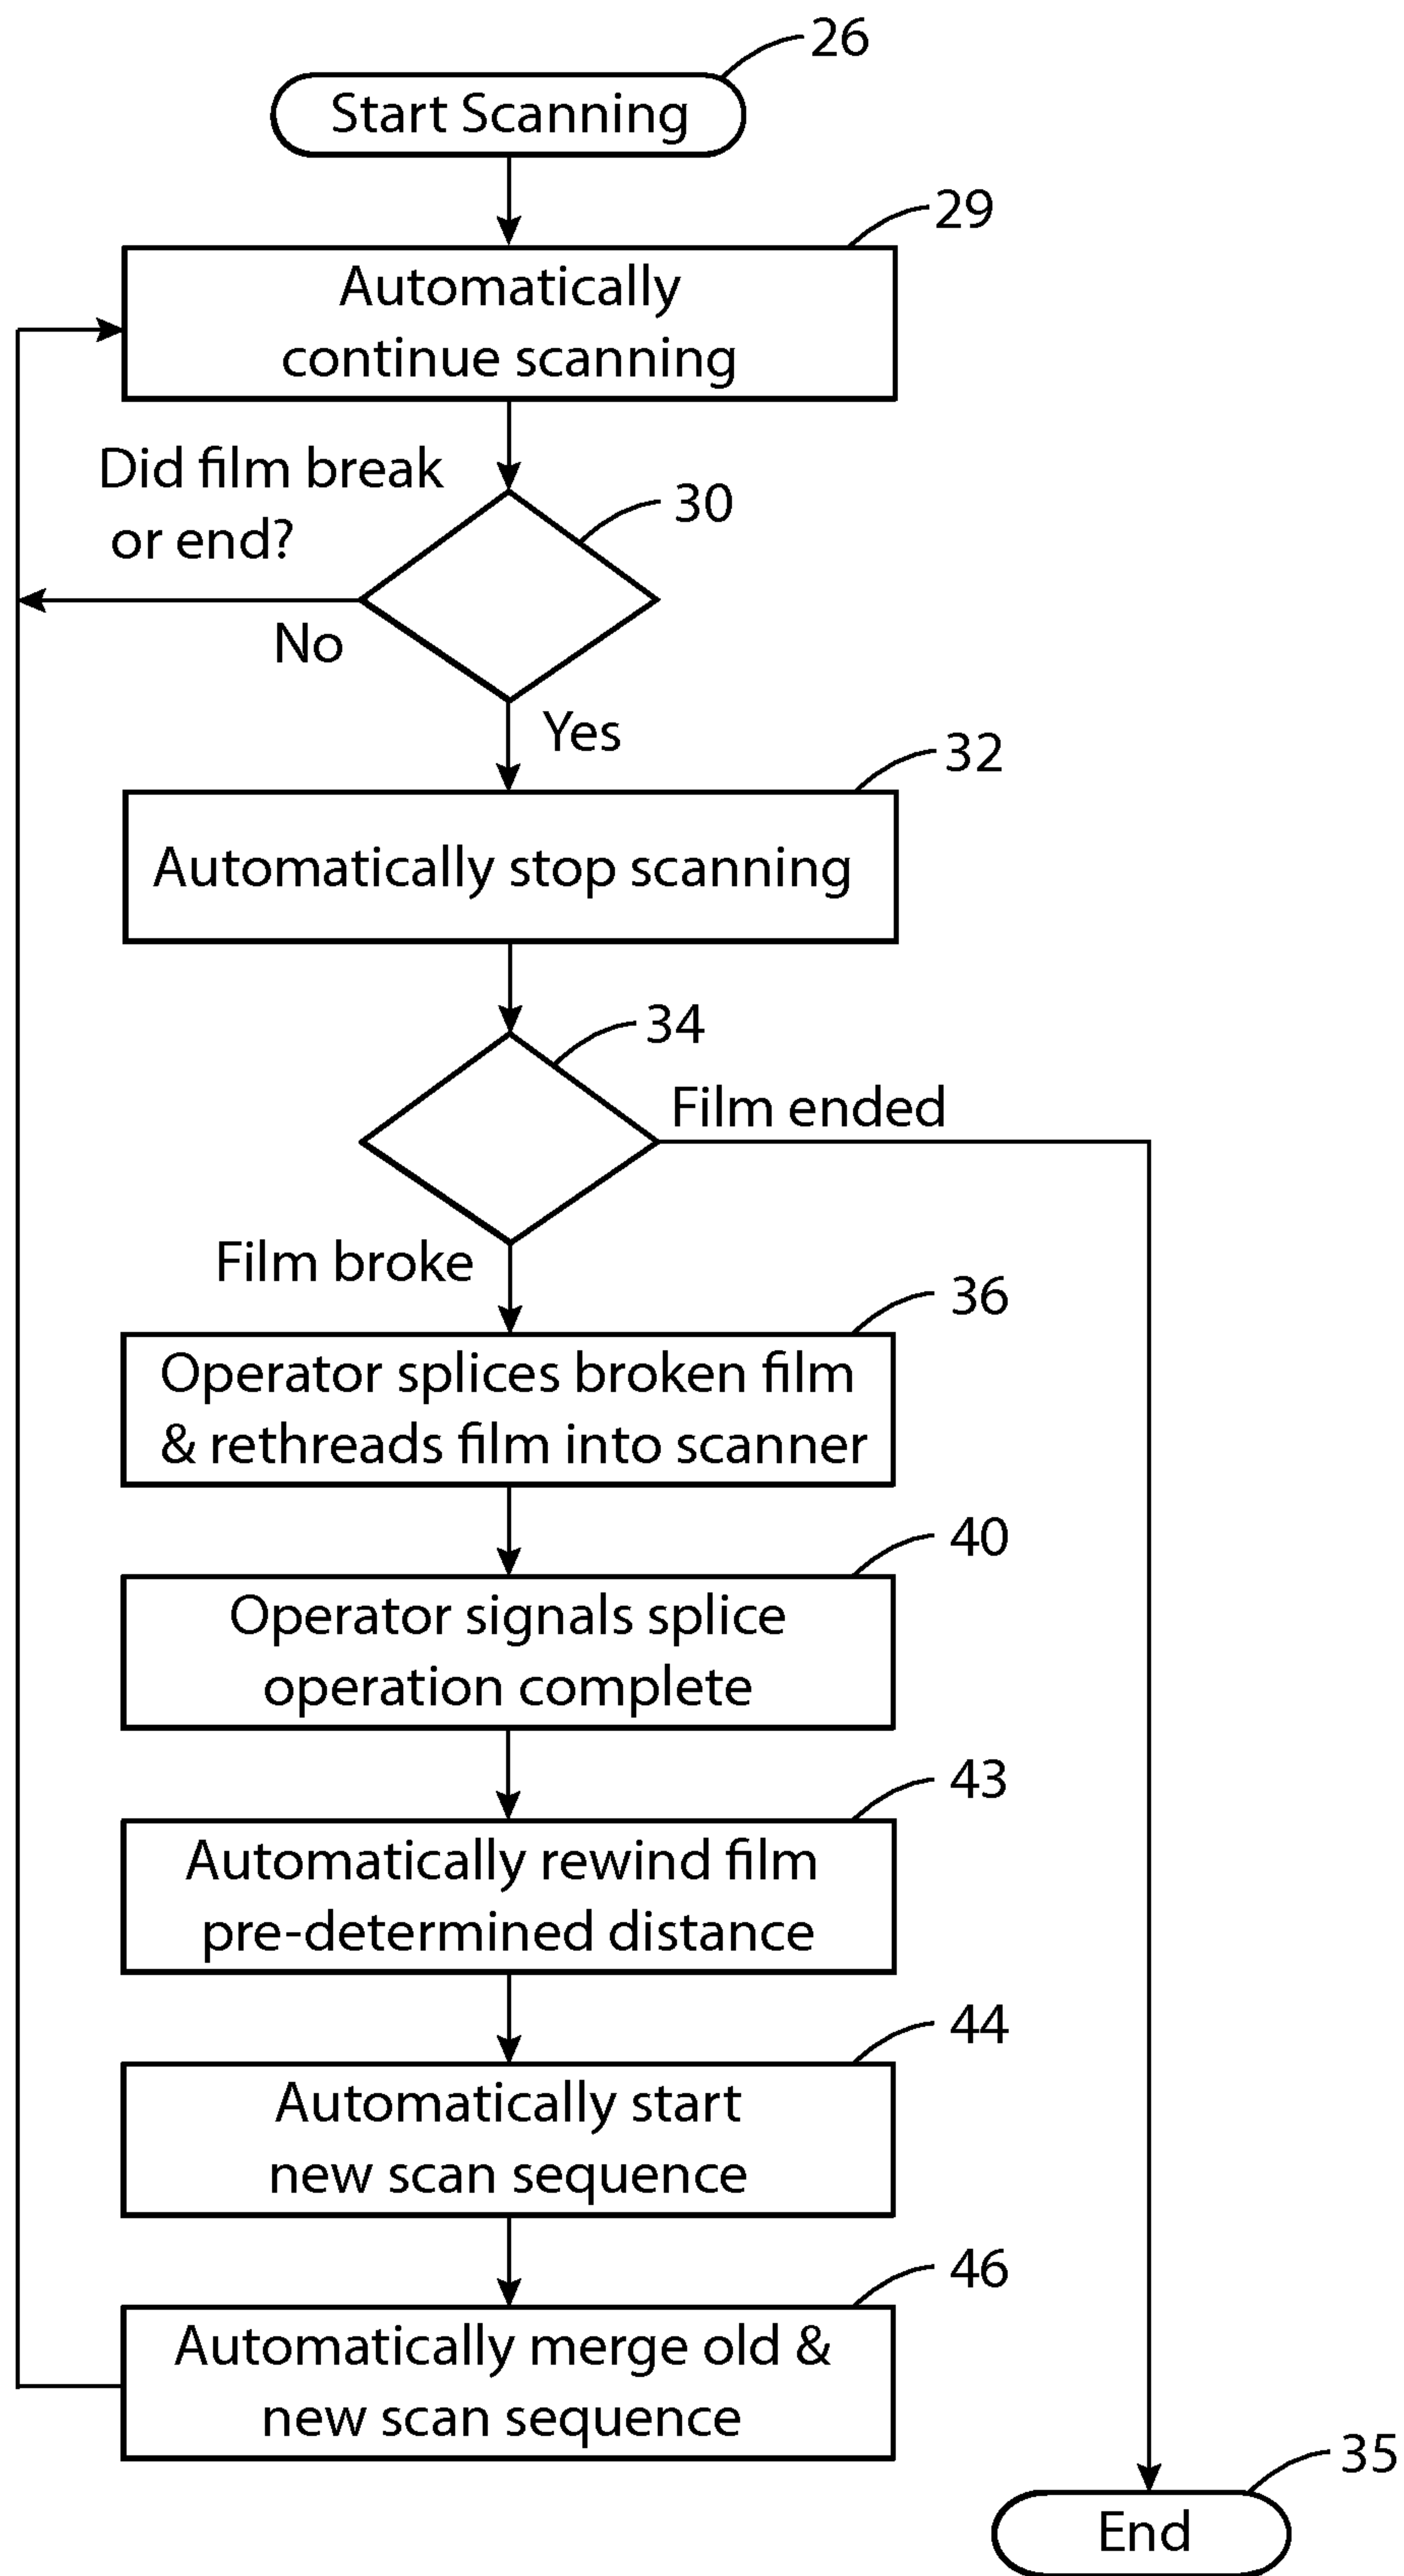 26
Start Scanning
29
Automatically
continue scanning
Did film break
or end?
30
No
Yes
32
Automatically stop scanning
34
Film ended
Film broke
36
Operator splices broken film
& rethreads film into scanner
40
Operator signals splice
operation complete
43
Automatically rewind film
pre-determined distance
44
Automatically start
new scan sequence
46
Automatically merge old &
new scan sequence
35
End